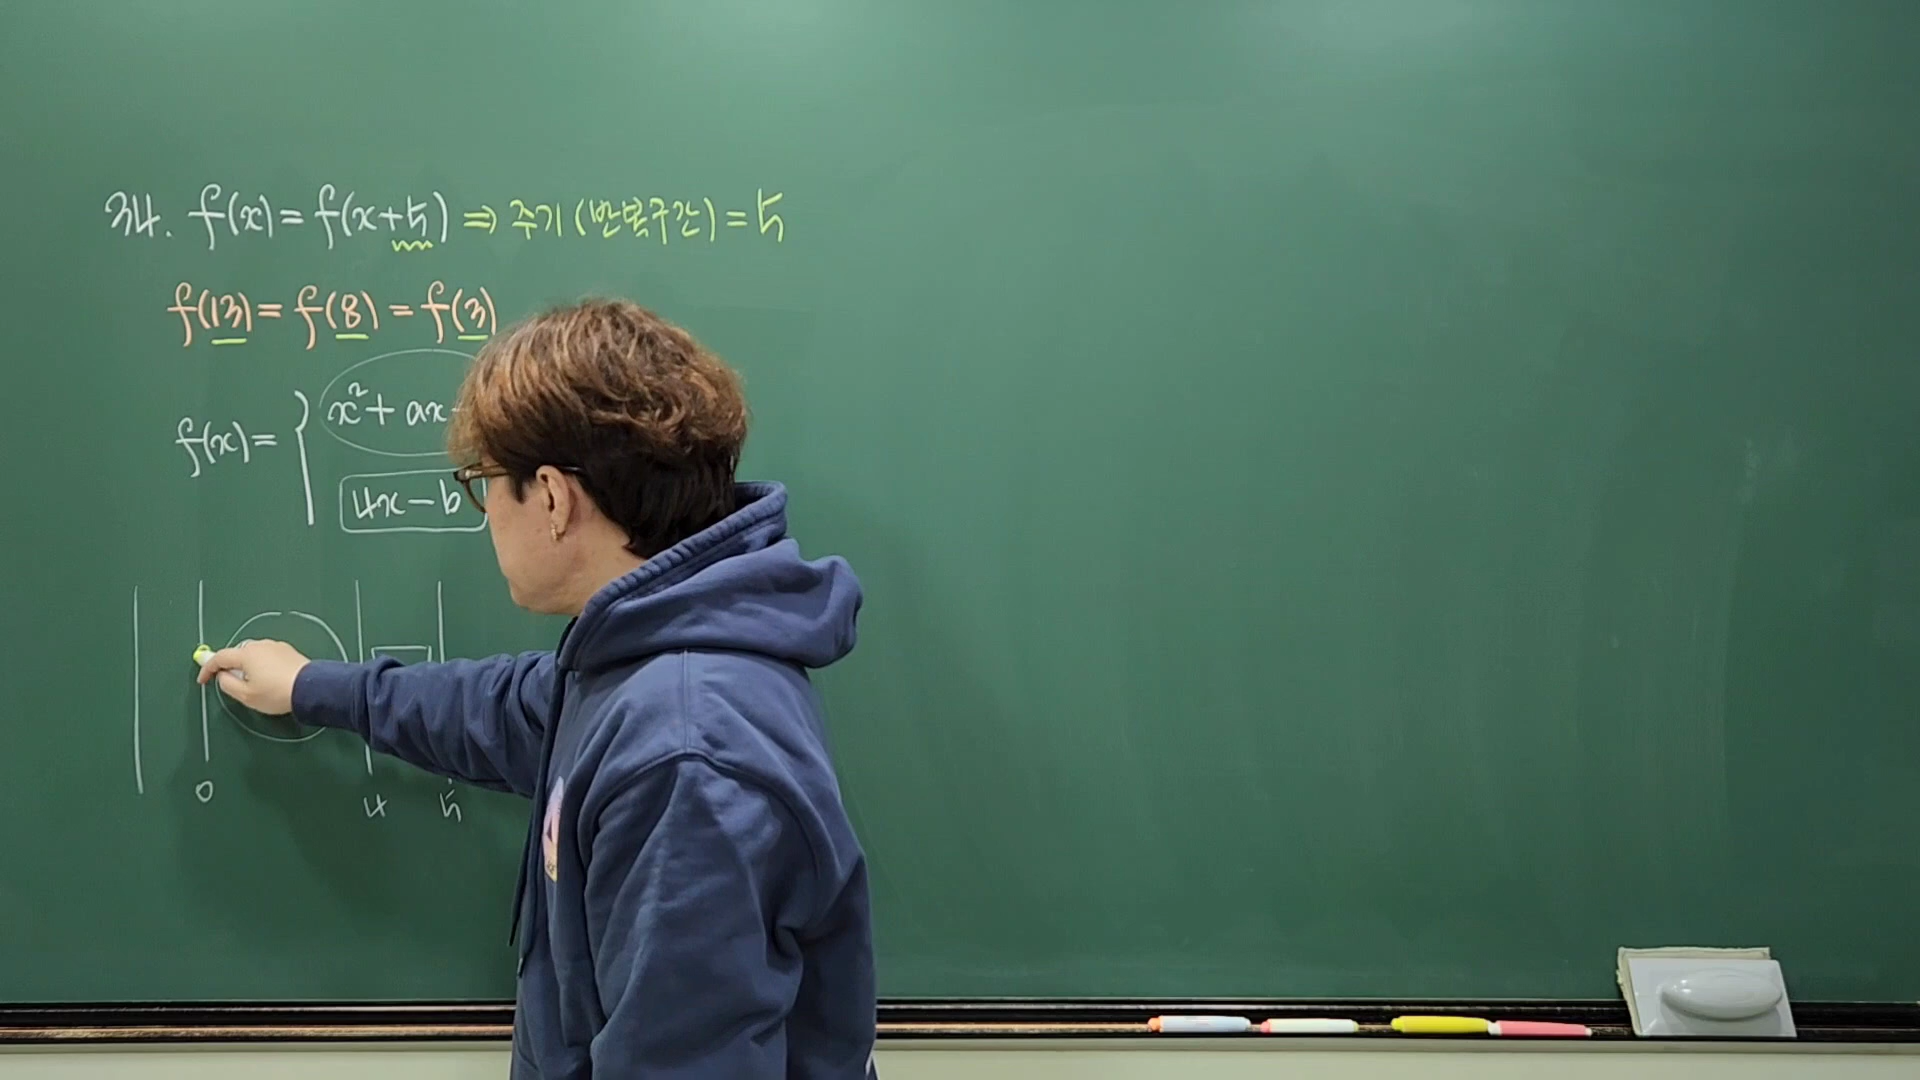 34. f(x) = f(x+5) ⇒ 주기 (반복구간) = 5
f(13) = f(8) = f(3)
f(x) = { x² + ax
4x - b
0 4 5